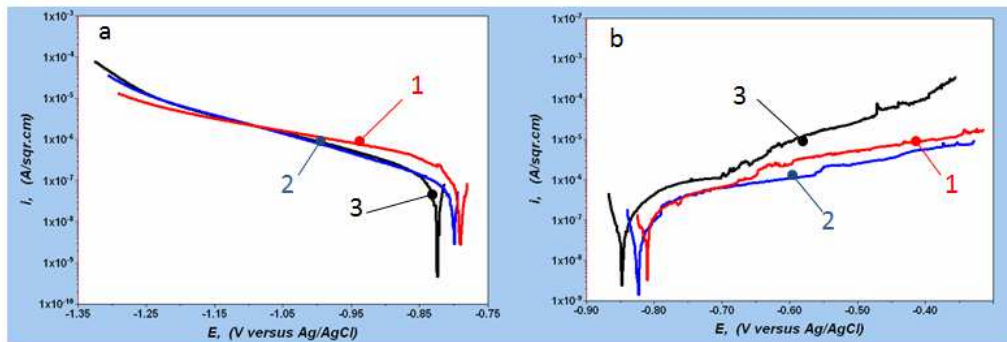 a
1x10⁻³
1x10⁻⁴
1x10⁻⁵
1x10⁻⁶
1x10⁻⁷
1x10⁻⁸
1x10⁻⁹
1x10⁻¹⁰
i, (A/sqr.cm)
1
2
3
-1.35
-1.25
-1.15
-1.05
-0.95
-0.85
-0.75
E, (V versus Ag/AgCl)
b
1x10⁻²
1x10⁻³
1x10⁻⁴
1x10⁻⁵
1x10⁻⁶
1x10⁻⁷
1x10⁻⁸
1x10⁻⁹
i, (A/sqr.cm)
3
1
2
-0.90
-0.80
-0.70
-0.60
-0.50
-0.40
E, (V versus Ag/AgCl)